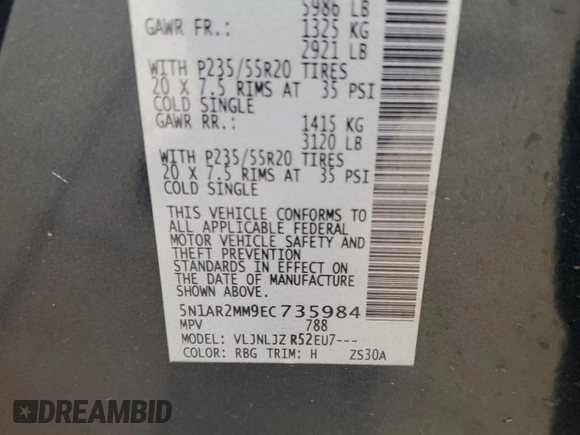 5986 LB
GAWR FR.: 1325 KG
2921 LB
WITH P235/55R20 TIRES
20 X 7.5 RIMS AT 35 PSI
COLD SINGLE
GAWR RR.: 1415 KG
3120 LB
WITH P235/55R20 TIRES
20 X 7.5 RIMS AT 35 PSI
COLD SINGLE
THIS VEHICLE CONFORMS TO
ALL APPLICABLE FEDERAL
MOTOR VEHICLE SAFETY AND
THEFT PREVENTION
STANDARDS IN EFFECT ON
THE DATE OF MANUFACTURE
SHOWN ABOVE.
5N1AR2MM9EC735984
MPV 788
MODEL: VLJNLJZ R52EU7---
COLOR: RBG TRIM: H ZS30A
DREAMBID